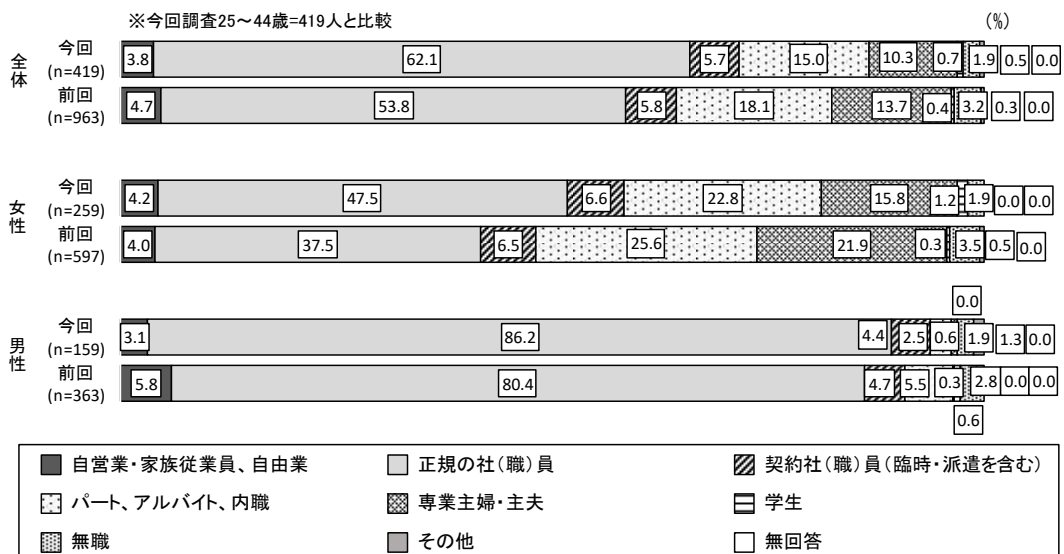 ※今回調査25～44歳=419人と比較
(%)
全体
今回
(n=419)
3.8
62.1
5.7
15.0
10.3
0.7
1.9
0.5
0.0
前回
(n=963)
4.7
53.8
5.8
18.1
13.7
0.4
3.2
0.3
0.0
女性
今回
(n=259)
4.2
47.5
6.6
22.8
15.8
1.2
1.9
0.0
0.0
前回
(n=597)
4.0
37.5
6.5
25.6
21.9
0.3
3.5
0.5
0.0
男性
0.0
今回
(n=159)
3.1
86.2
4.4
2.5
0.6
1.9
1.3
0.0
前回
(n=363)
5.8
80.4
4.7
5.5
0.3
2.8
0.0
0.0
0.6
自営業・家族従業員、自由業
正規の社(職)員
契約社(職)員(臨時・派遣を含む)
パート、アルバイト、内職
専業主婦・主夫
学生
無職
その他
無回答